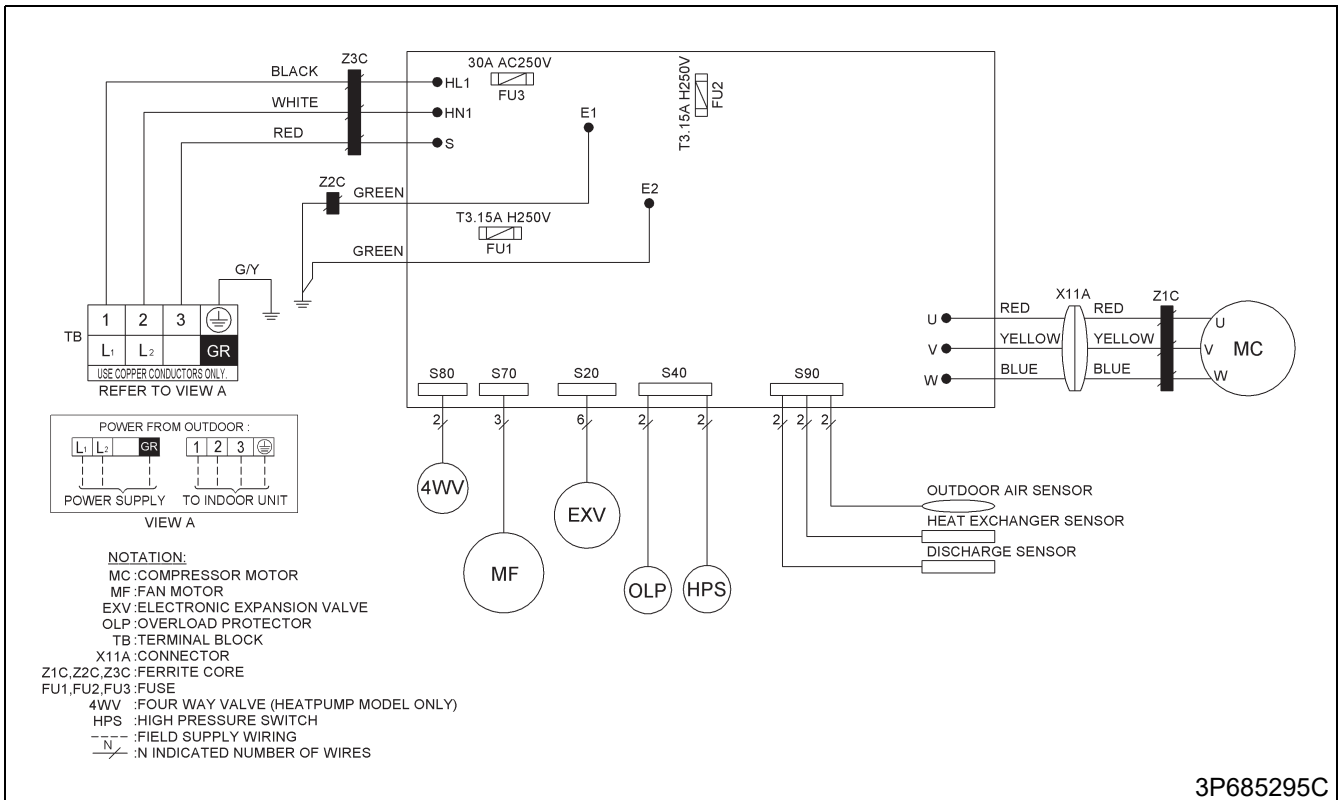 Z3C
30A AC250V
FU3
T3.15A H250V
FU2
BLACK
HL1
WHITE
HN1
RED
S
E1
Z2C
GREEN
E2
T3.15A H250V
FU1
GREEN
G/Y
TB
1 2 3
L1 L2 GR
USE COPPER CONDUCTORS ONLY.
REFER TO VIEW A
X11A
Z1C
U RED RED U
V YELLOW YELLOW V
W BLUE BLUE W
MC
S80 S70 S20 S40 S90
2 3 6 2 2 2 2 2
4WV
MF
EXV
OLP
HPS
OUTDOOR AIR SENSOR
HEAT EXCHANGER SENSOR
DISCHARGE SENSOR
POWER FROM OUTDOOR :
L1 L2 GR 1 2 3
POWER SUPPLY TO INDOOR UNIT
VIEW A
NOTATION:
MC :COMPRESSOR MOTOR
MF :FAN MOTOR
EXV :ELECTRONIC EXPANSION VALVE
OLP :OVERLOAD PROTECTOR
TB :TERMINAL BLOCK
X11A :CONNECTOR
Z1C,Z2C,Z3C :FERRITE CORE
FU1,FU2,FU3 :FUSE
4WV :FOUR WAY VALVE (HEATPUMP MODEL ONLY)
HPS :HIGH PRESSURE SWITCH
---- :FIELD SUPPLY WIRING
N :N INDICATED NUMBER OF WIRES
3P685295C